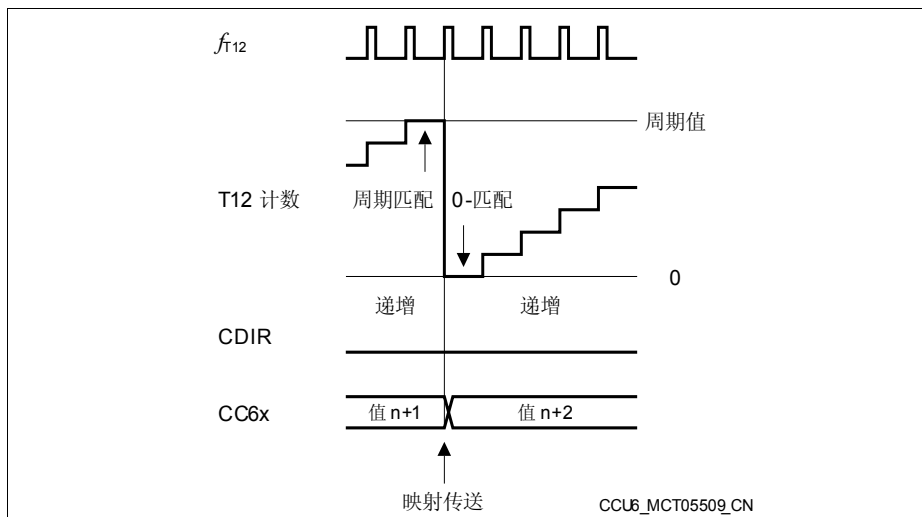 fT12
周期值
T12 计数
周期匹配
0-匹配
0
递增
递增
CDIR
CC6x
值 n+1
值 n+2
映射传送
CCU6_MCT05509_CN